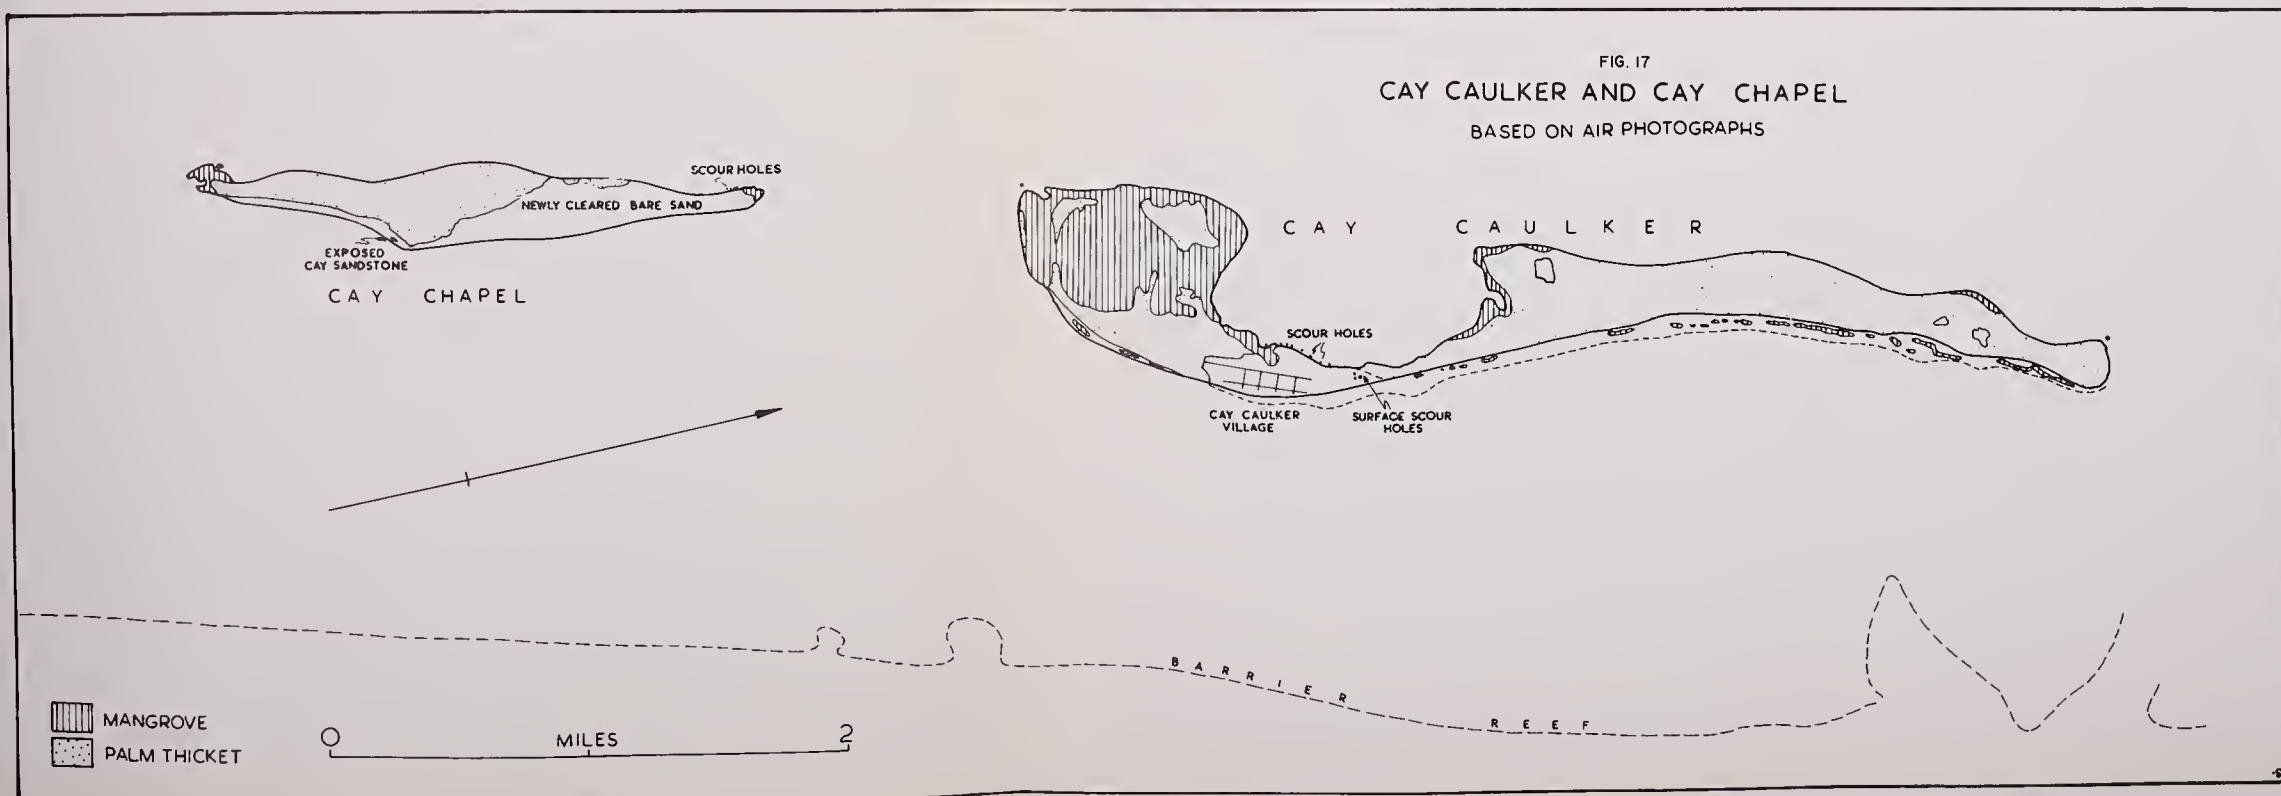 FIG. 17
CAY CAULKER AND CAY CHAPEL
BASED ON AIR PHOTOGRAPHS
SCOUR HOLES
NEWLY CLEARED BARE SAND
EXPOSED
CAY SANDSTONE
CAY CHAPEL
CAY CAULKER
SCOUR HOLES
CAY CAULKER
VILLAGE
SURFACE SCOUR
HOLES
BARRIER REEF
MANGROVE
PALM THICKET
0 MILES 2